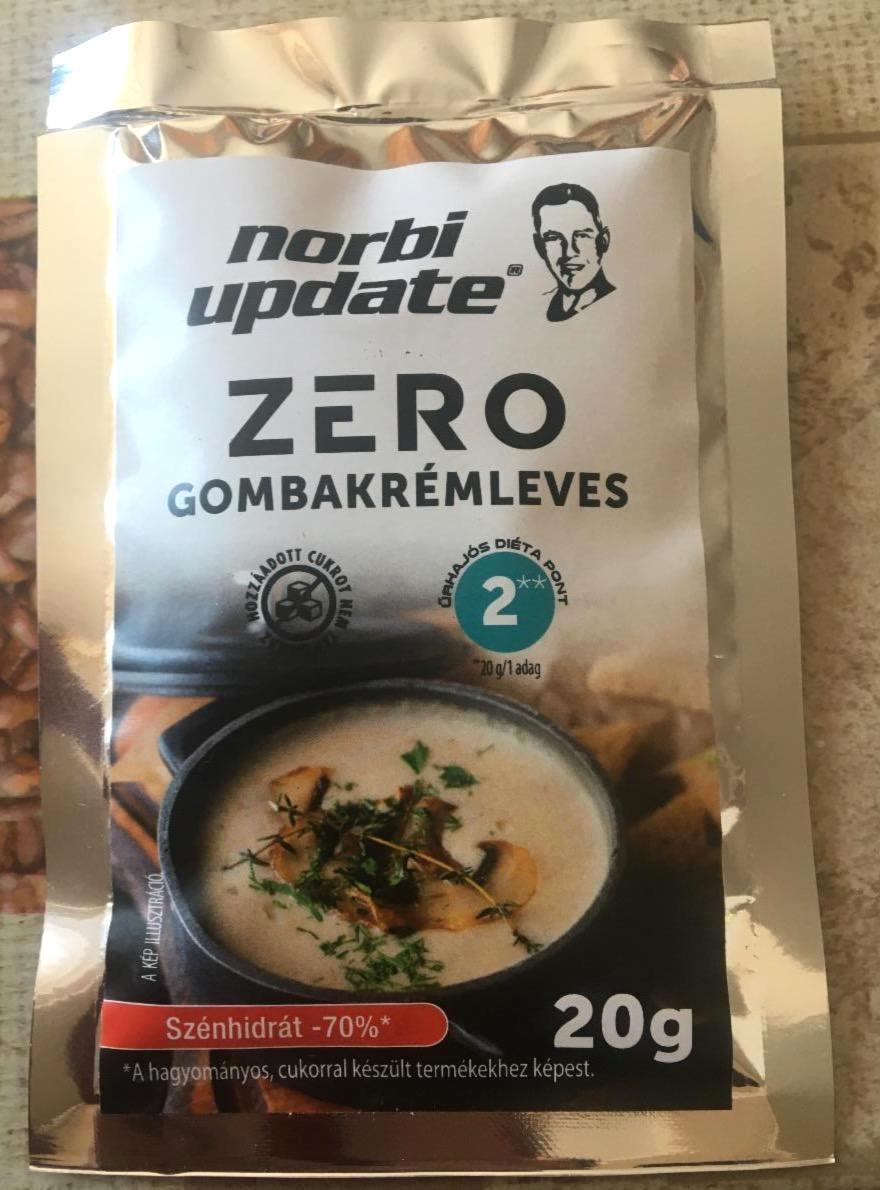 norbi
update®
ZERO
GOMBAKRÉMLEVES
HOZZÁADOTT CUKROT NEM
ŰRHAJÓS DIÉTA PONT
2**
**20 g/1 adag
A KÉP ILLUSZTRÁCIÓ.
Szénhidrát -70%*
20g
*A hagyományos, cukorral készült termékekhez képest.